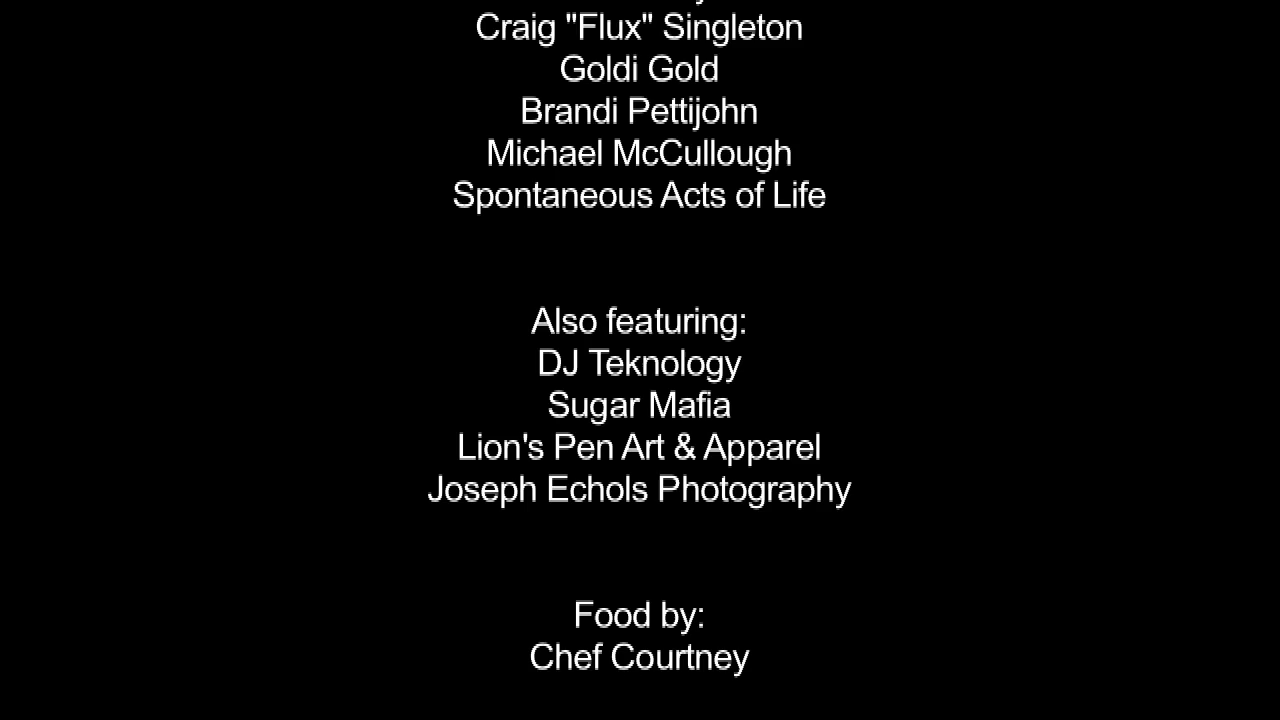 Craig "Flux" Singleton
Goldi Gold
Brandi Pettijohn
Michael McCullough
Spontaneous Acts of Life
Also featuring:
DJ Teknology
Sugar Mafia
Lion's Pen Art & Apparel
Joseph Echols Photography
Food by:
Chef Courtney